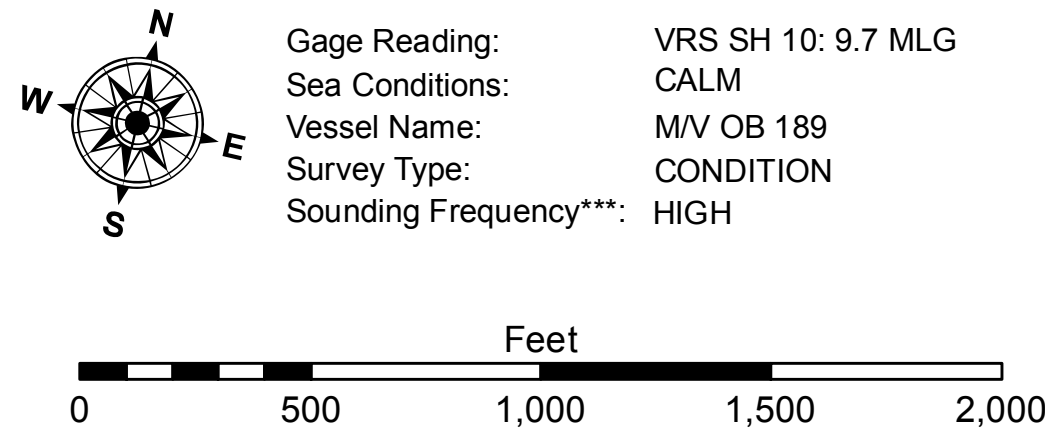 N
W
E
S
Gage Reading: VRS SH 10: 9.7 MLG
Sea Conditions: CALM
Vessel Name: M/V OB 189
Survey Type: CONDITION
Sounding Frequency***: HIGH
Feet
0 500 1,000 1,500 2,000